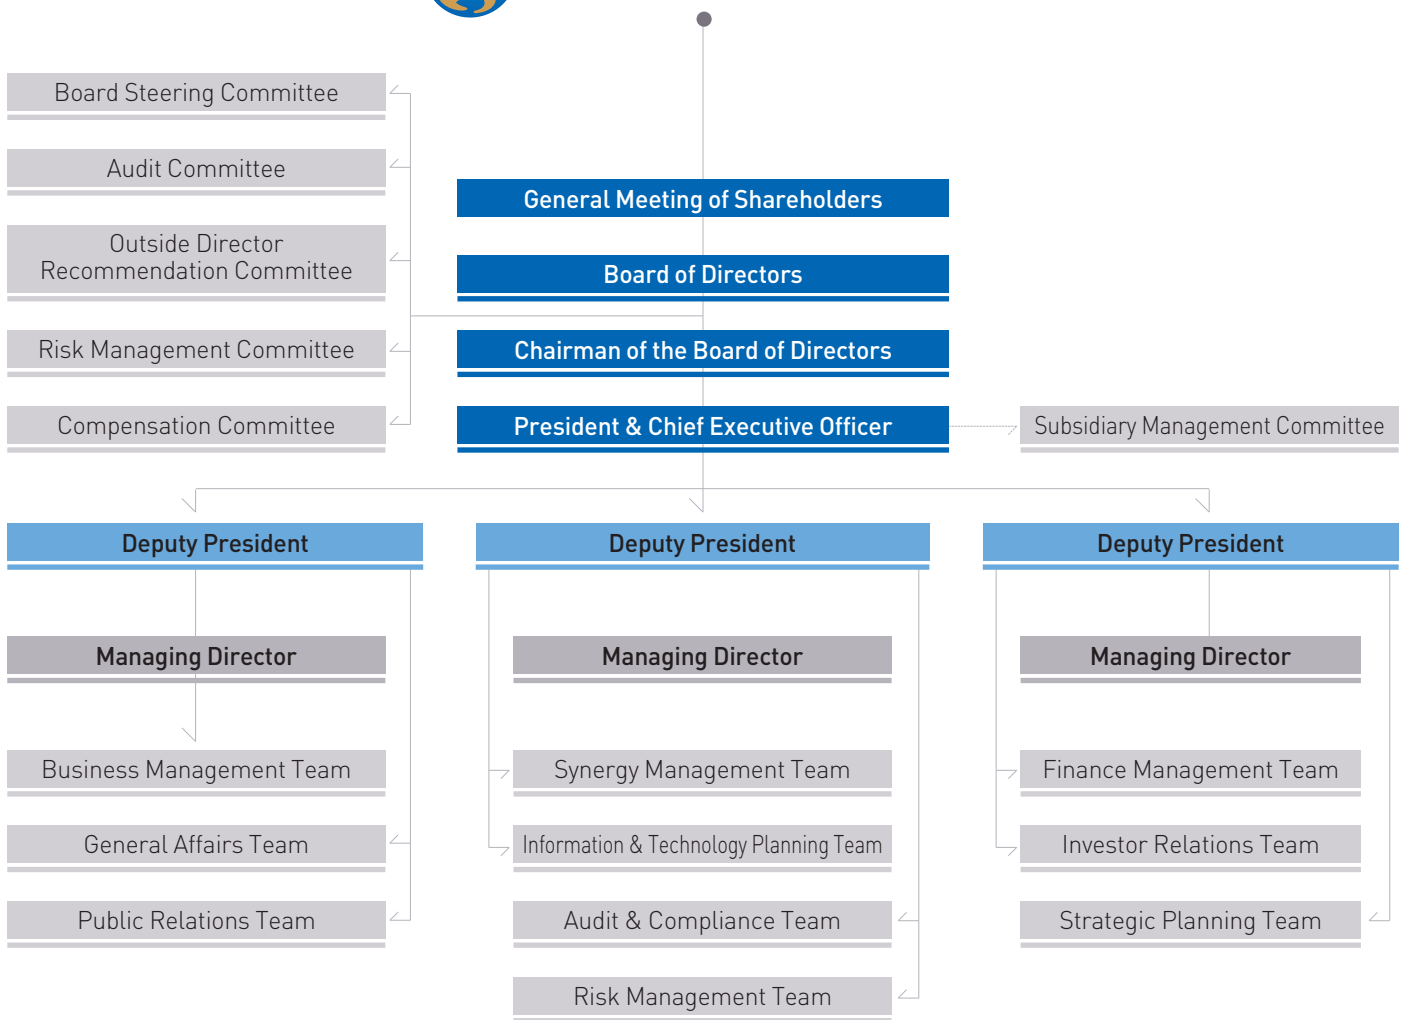 Board Steering Committee
Audit Committee
Outside Director
Recommendation Committee
Risk Management Committee
Compensation Committee
General Meeting of Shareholders
Board of Directors
Chairman of the Board of Directors
President & Chief Executive Officer
Subsidiary Management Committee
Deputy President
Managing Director
Business Management Team
General Affairs Team
Public Relations Team
Deputy President
Managing Director
Synergy Management Team
Information & Technology Planning Team
Audit & Compliance Team
Risk Management Team
Deputy President
Managing Director
Finance Management Team
Investor Relations Team
Strategic Planning Team